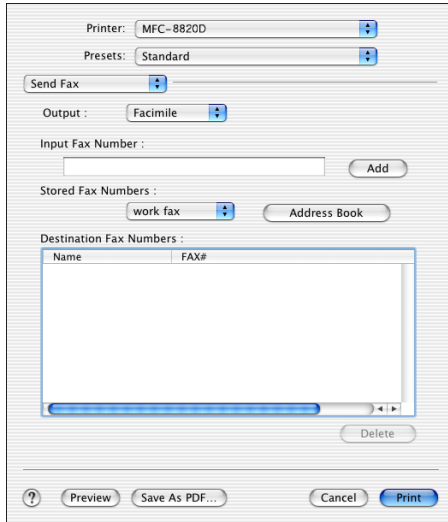 Printer: MFC-8820D
Presets: Standard
Send Fax
Output : Facimile
Input Fax Number :
Add
Stored Fax Numbers :
work fax Address Book
Destination Fax Numbers :
Name FAX#
Delete
? Preview Save As PDF... Cancel Print